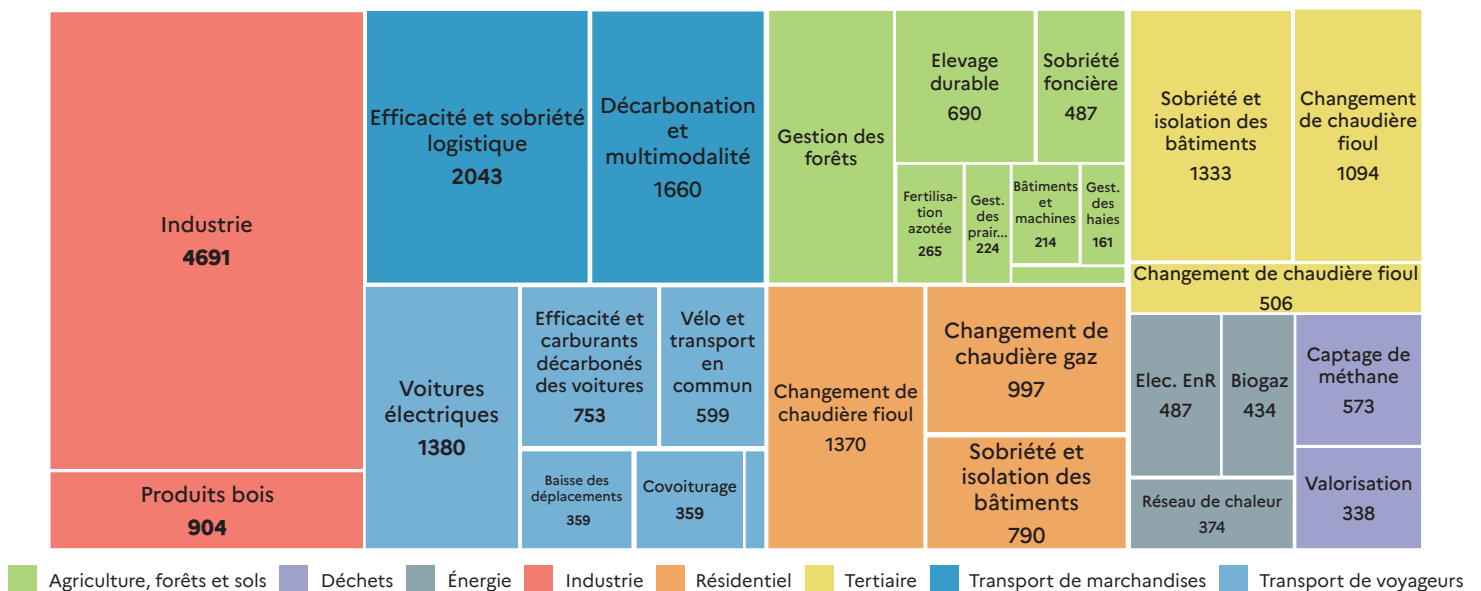 Industrie
4691
Produits bois
904
Efficacité et sobriété
logistique
2043
Décarbonation
et
multimodalité
1660
Voitures
électriques
1380
Efficacité et
carburants
décarbonés
des voitures
753
Vélo et
transport
en
commun
599
Baisse des
déplacements
359
Covoiturage
359
Gestion des
forêts
Elevage
durable
690
Sobriété
foncière
487
Fertilisa-
tion
azotée
265
Gest.
des
prair...
224
Bâtiments
et
machines
214
Gest.
des
haies
161
Changement de
chaudière fioul
1370
Changement de
chaudière gaz
997
Sobriété et
isolation des
bâtiments
790
Sobriété et
isolation des
bâtiments
1333
Changement
de chaudière
fioul
1094
Changement de chaudière fioul
506
Elec. EnR
487
Biogaz
434
Réseau de chaleur
374
Captage de
méthane
573
Valorisation
338
Agriculture, forêts et sols
Déchets
Énergie
Industrie
Résidentiel
Tertiaire
Transport de marchandises
Transport de voyageurs